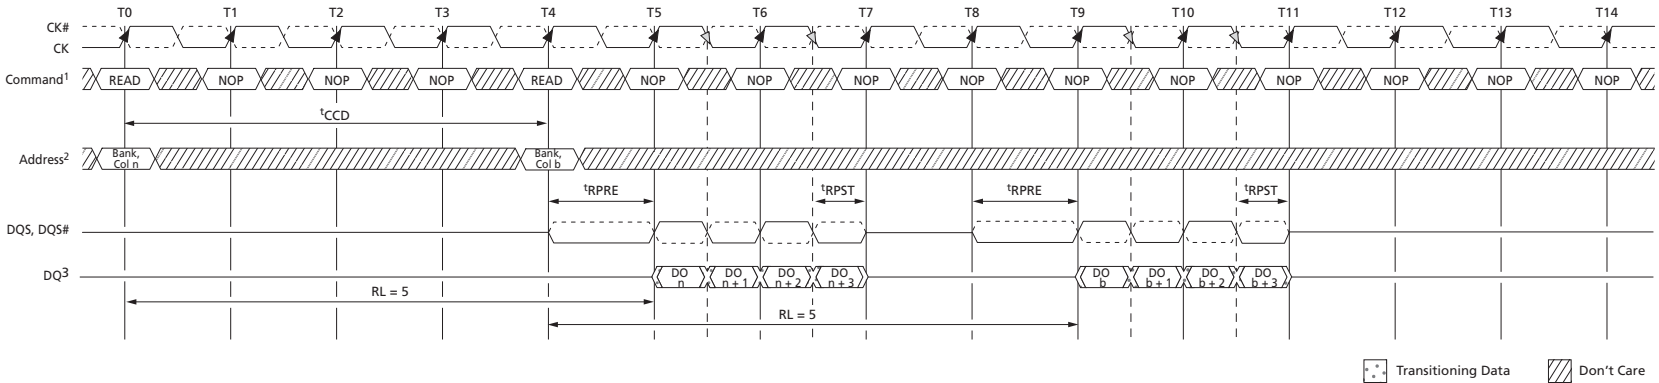 T0 T1 T2 T3 T4 T5 T6 T7 T8 T9 T10 T11 T12 T13 T14
CK#
CK
Command1 READ NOP NOP NOP READ NOP NOP NOP NOP NOP NOP NOP NOP NOP NOP
tCCD
Address2 Bank, Col n Bank, Col b
tRPRE tRPST tRPRE tRPST
DQS, DQS#
DQ3 DO n DO n + 1 DO n + 2 DO n + 3 DO b DO b + 1 DO b + 2 DO b + 3
RL = 5
RL = 5
Transitioning Data Don't Care